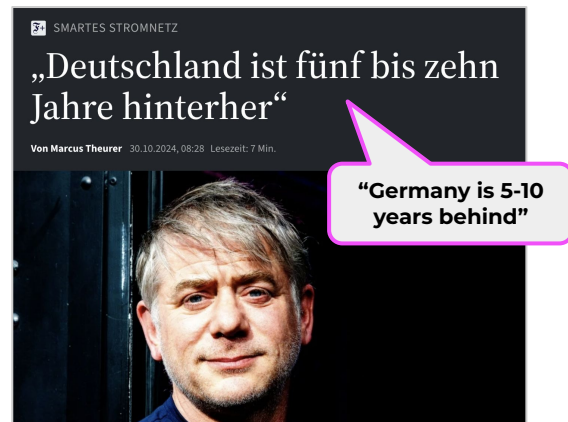 F+ SMARTES STROMNETZ
„Deutschland ist fünf bis zehn
Jahre hinterher“
Von Marcus Theurer 30.10.2024, 08:28 Lesezeit: 7 Min.
“Germany is 5-10
years behind”